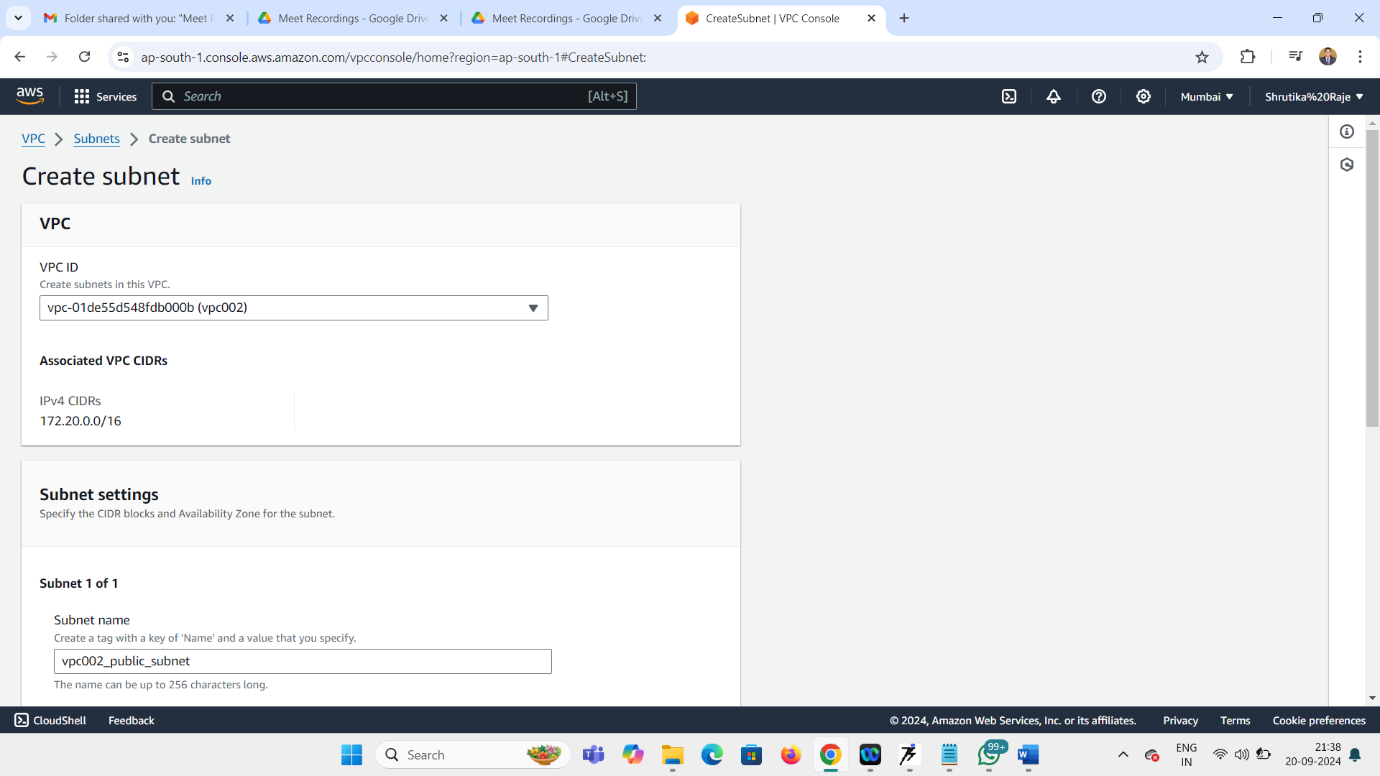 Folder shared with you: "Meet R
Meet Recordings - Google Drive
Meet Recordings - Google Drive
CreateSubnet | VPC Console
ap-south-1.console.aws.amazon.com/vpcconsole/home?region=ap-south-1#CreateSubnet:
aws
Services
Search
[Alt+S]
Mumbai
Shrutika%20Raje
VPC
Subnets
Create subnet
Create subnet Info
VPC
VPC ID
Create subnets in this VPC.
vpc-01de55d548fdb000b (vpc002)
Associated VPC CIDRs
IPv4 CIDRs
172.20.0.0/16
Subnet settings
Specify the CIDR blocks and Availability Zone for the subnet.
Subnet 1 of 1
Subnet name
Create a tag with a key of 'Name' and a value that you specify.
vpc002_public_subnet
The name can be up to 256 characters long.
CloudShell
Feedback
© 2024, Amazon Web Services, Inc. or its affiliates.
Privacy
Terms
Cookie preferences
Search
99+
ENG
IN
21:38
20-09-2024